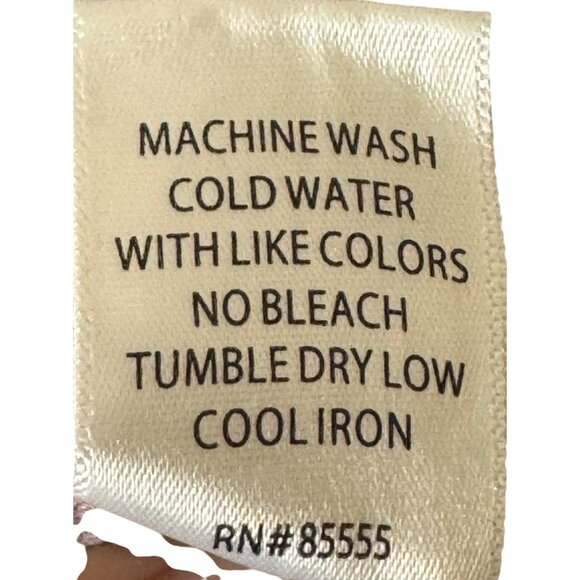 MACHINE WASH
COLD WATER
WITH LIKE COLORS
NO BLEACH
TUMBLE DRY LOW
COOL IRON
RN# 85555